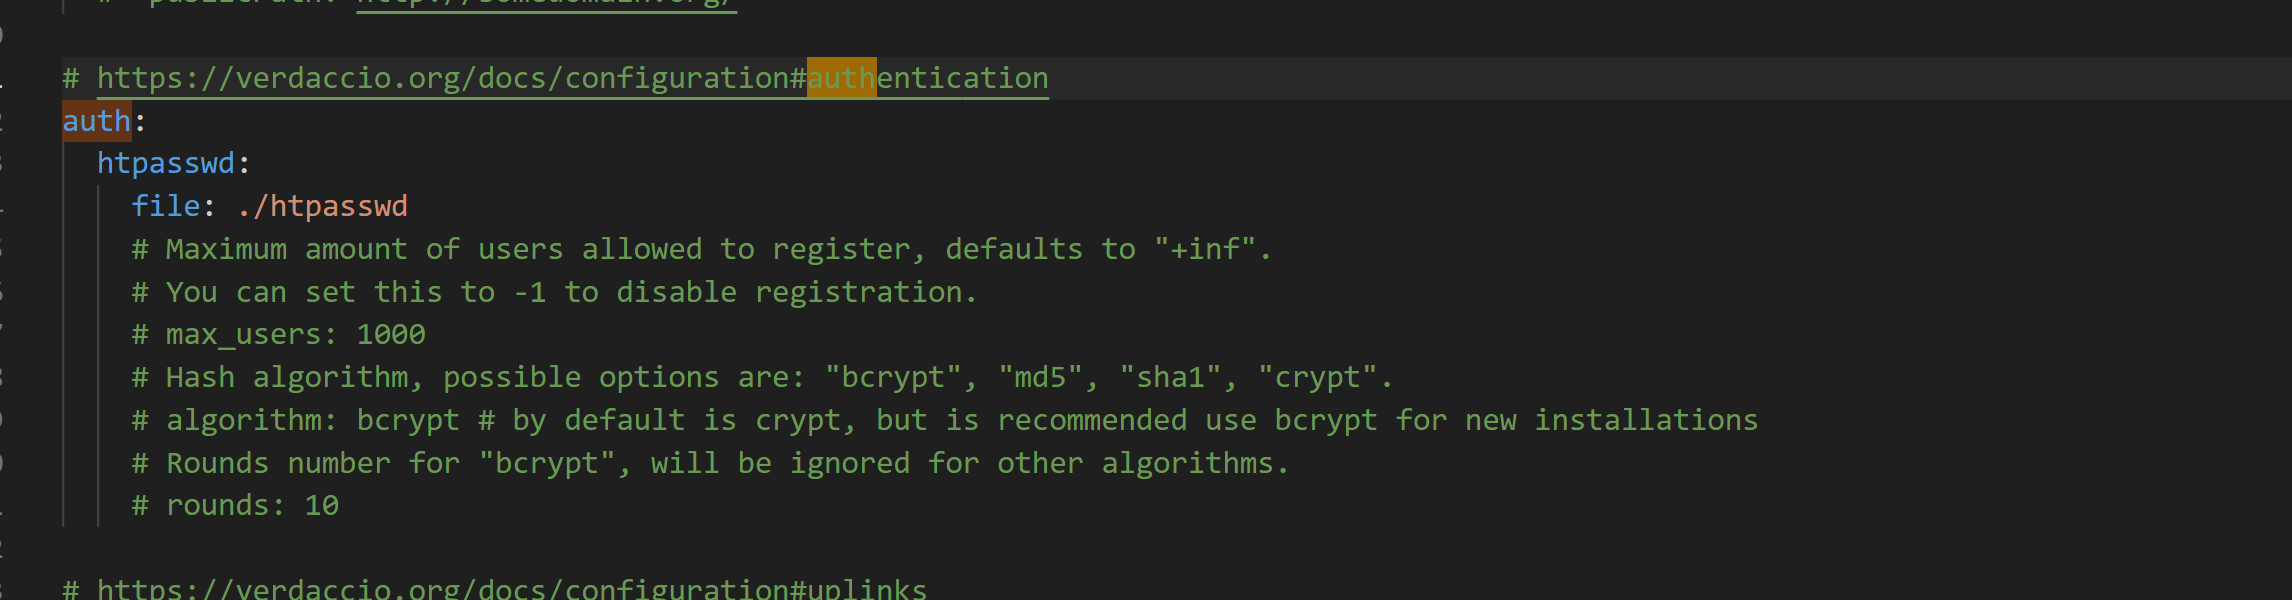 # publicPath: http://somedomain.org/
# https://verdaccio.org/docs/configuration#authentication
auth:
htpasswd:
file: ./htpasswd
# Maximum amount of users allowed to register, defaults to "+inf".
# You can set this to -1 to disable registration.
# max_users: 1000
# Hash algorithm, possible options are: "bcrypt", "md5", "sha1", "crypt".
# algorithm: bcrypt # by default is crypt, but is recommended use bcrypt for new installations
# Rounds number for "bcrypt", will be ignored for other algorithms.
# rounds: 10
# https://verdaccio.org/docs/configuration#uplinks